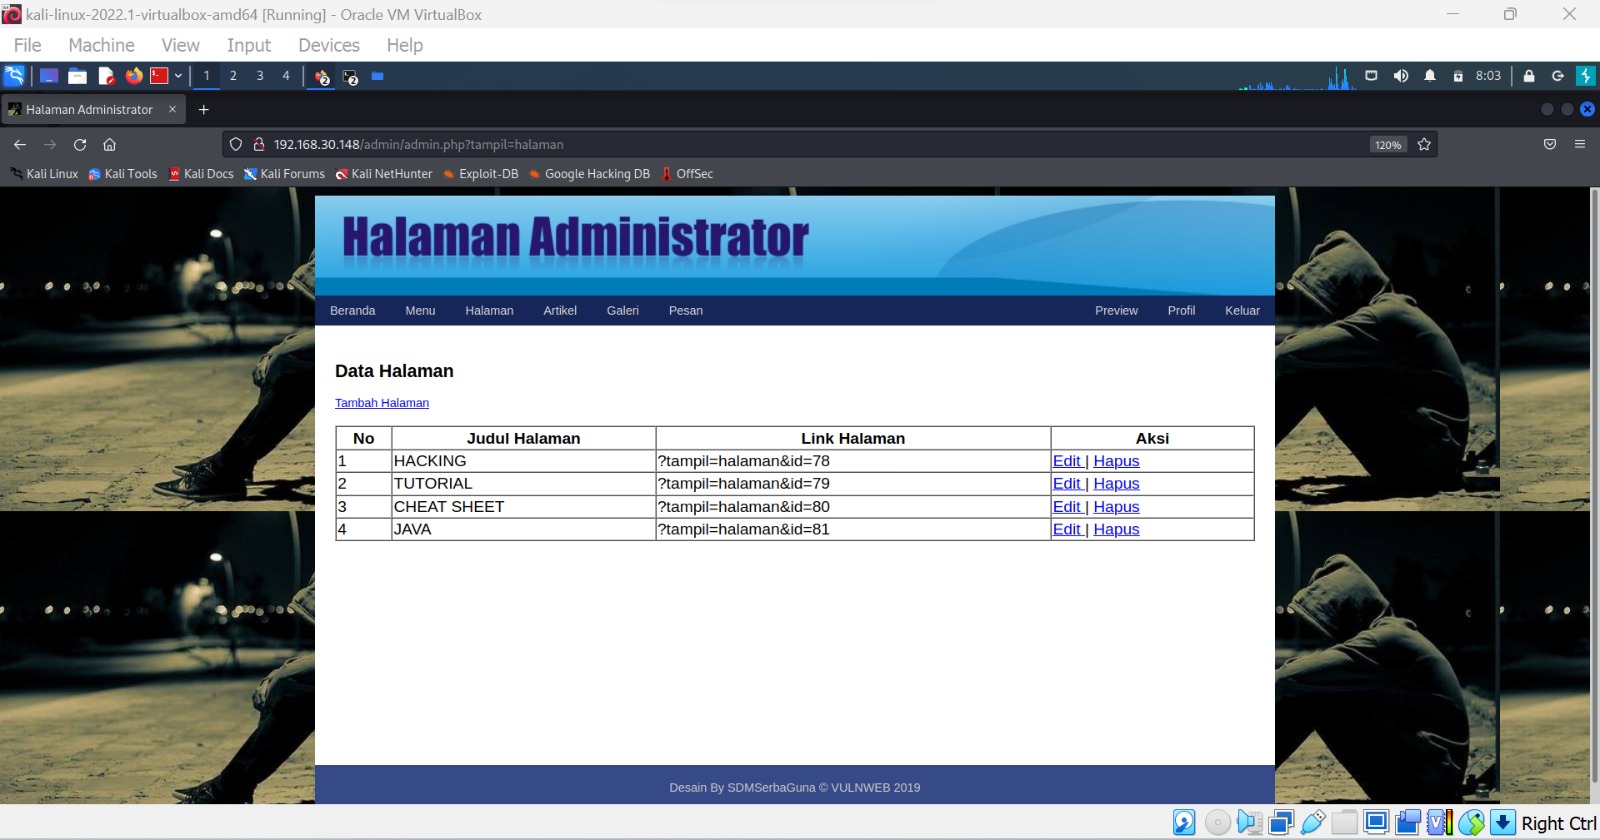 kali-linux-2022.1-virtualbox-amd64 [Running] - Oracle VM VirtualBox
File Machine View Input Devices Help
1 2 3 4 2 2 8:03
Halaman Administrator
192.168.30.148/admin/admin.php?tampil=halaman 120%
Kali Linux Kali Tools Kali Docs Kali Forums Kali NetHunter Exploit-DB Google Hacking DB OffSec
Halaman Administrator
Beranda Menu Halaman Artikel Galeri Pesan Preview Profil Keluar
Data Halaman
Tambah Halaman
No Judul Halaman Link Halaman Aksi
1 HACKING ?tampil=halaman&id=78 Edit | Hapus
2 TUTORIAL ?tampil=halaman&id=79 Edit | Hapus
3 CHEAT SHEET ?tampil=halaman&id=80 Edit | Hapus
4 JAVA ?tampil=halaman&id=81 Edit | Hapus
Desain By SDMSerbaGuna © VULNWEB 2019
Right Ctrl